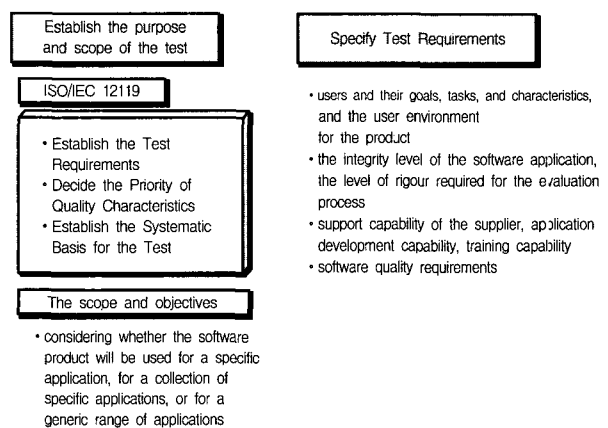 Establish the purpose
and scope of the test
ISO/IEC 12119
• Establish the Test
Requirements
• Decide the Priority of
Quality Characteristics
• Establish the Systematic
Basis for the Test
The scope and objectives
• considering whether the software
product will be used for a specific
application, for a collection of
specific applications, or for a
generic range of applications
Specify Test Requirements
• users and their goals, tasks, and characteristics,
and the user environment
for the product
• the integrity level of the software application,
the level of rigour required for the evaluation
process
• support capability of the supplier, application
development capability, training capability
• software quality requirements